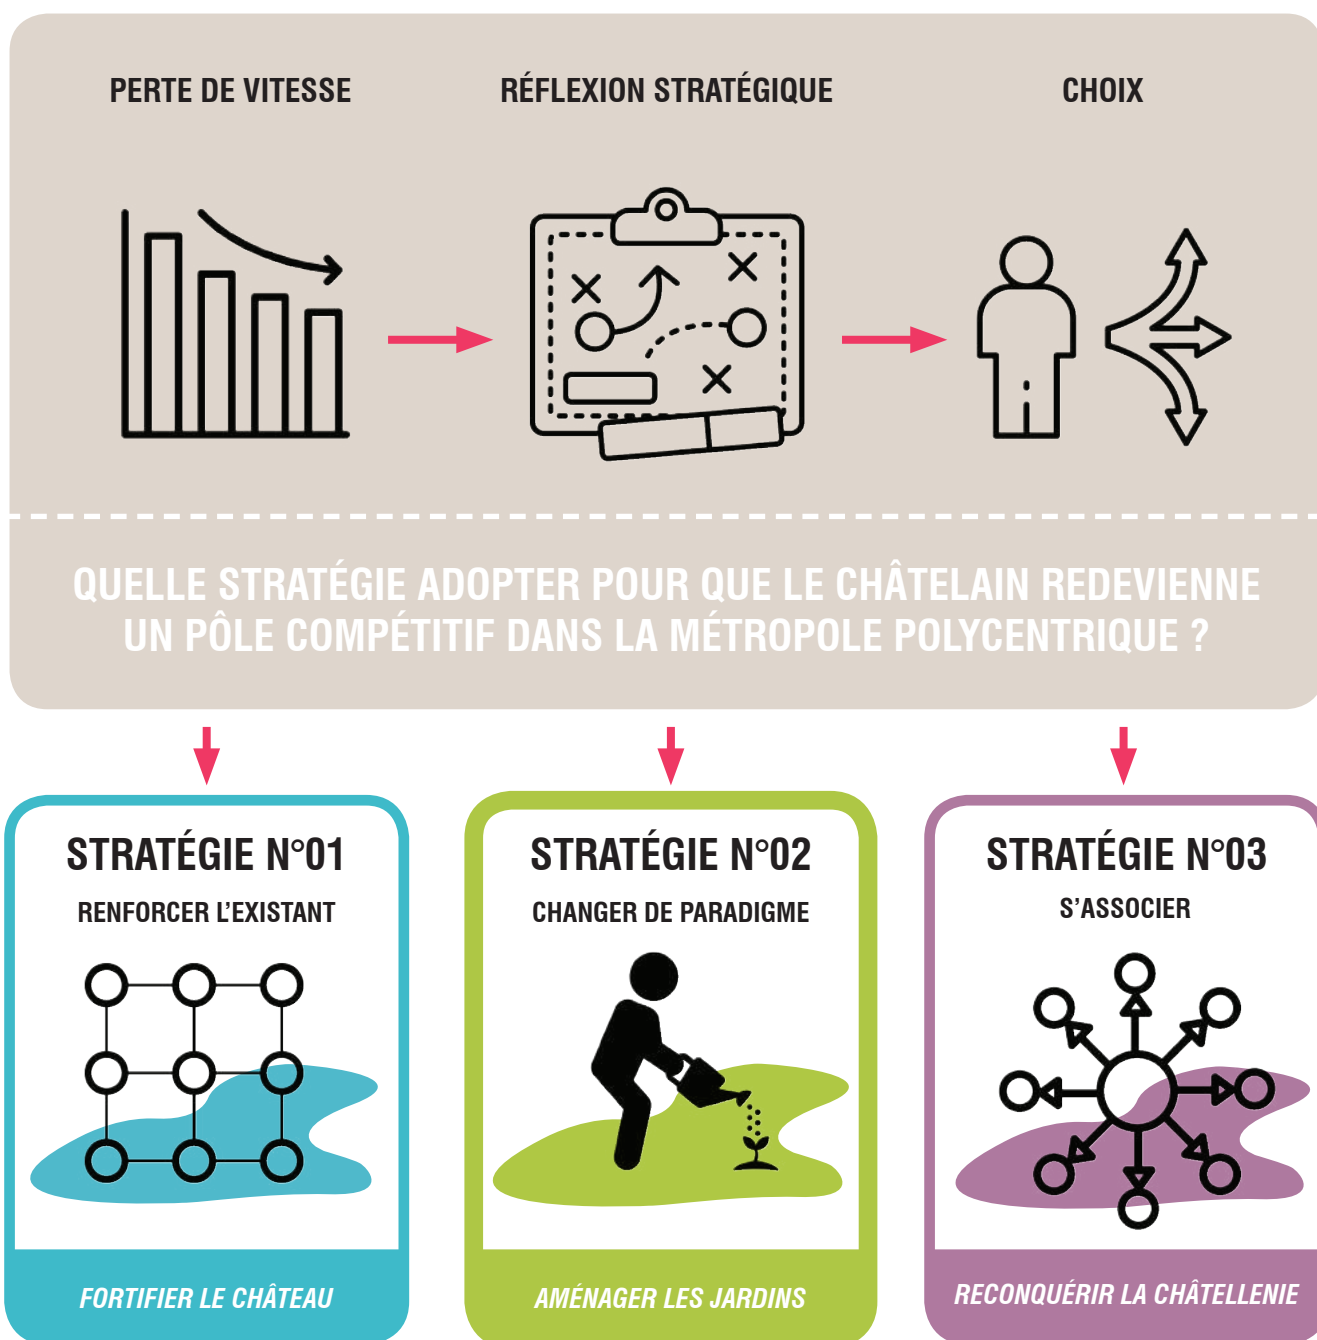 PERTE DE VITESSE
RÉFLEXION STRATÉGIQUE
CHOIX
QUELLE STRATÉGIE ADOPTER POUR QUE LE CHÂTELAIN REDEVIENNE
UN PÔLE COMPÉTITIF DANS LA MÉTROPOLE POLYCENTRIQUE ?
STRATÉGIE N°01
RENFORCER L'EXISTANT
FORTIFIER LE CHÂTEAU
STRATÉGIE N°02
CHANGER DE PARADIGME
AMÉNAGER LES JARDINS
STRATÉGIE N°03
S'ASSOCIER
RECONQUÉRIR LA CHÂTELLENIE